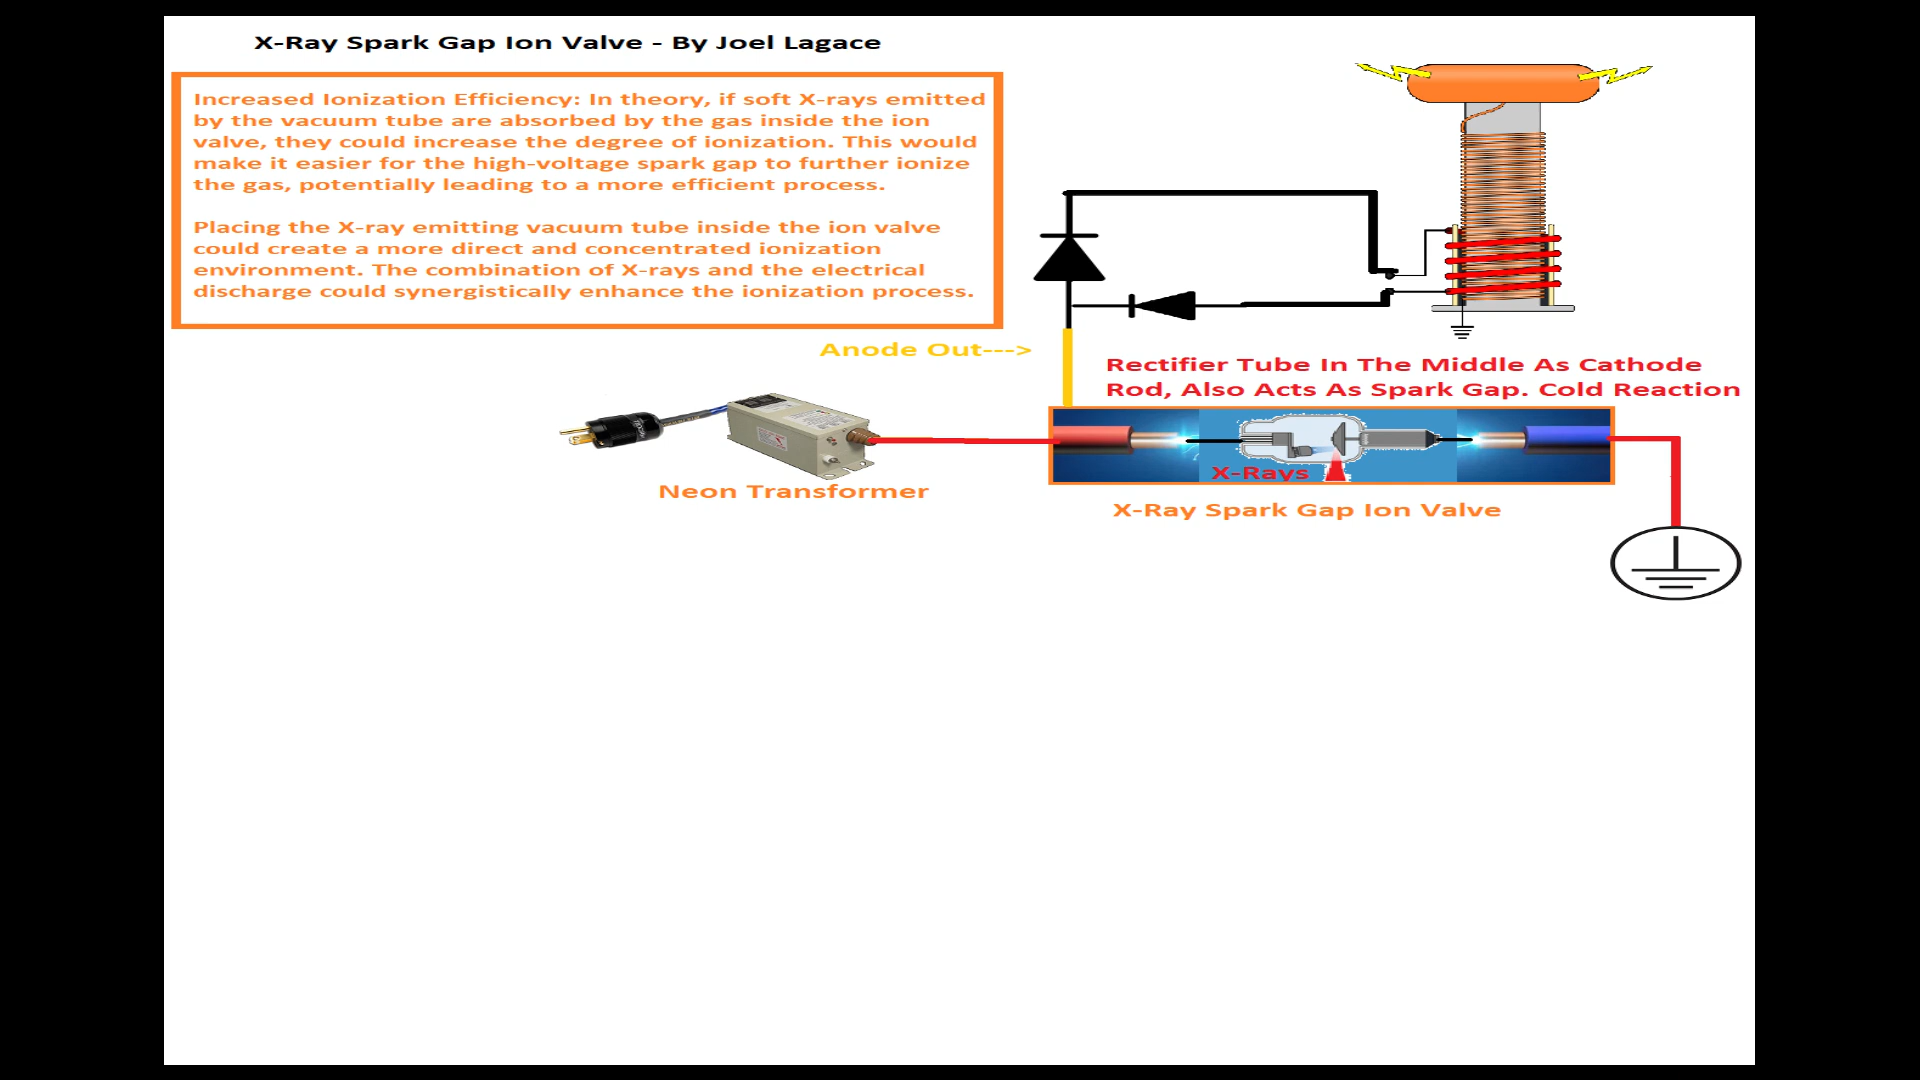 X-Ray Spark Gap Ion Valve - By Joel Lagace
Increased Ionization Efficiency: In theory, if soft X-rays emitted
by the vacuum tube are absorbed by the gas inside the ion
valve, they could increase the degree of ionization. This would
make it easier for the high-voltage spark gap to further ionize
the gas, potentially leading to a more efficient process.
Placing the X-ray emitting vacuum tube inside the ion valve
could create a more direct and concentrated ionization
environment. The combination of X-rays and the electrical
discharge could synergistically enhance the ionization process.
Anode Out--->
Rectifier Tube In The Middle As Cathode
Rod, Also Acts As Spark Gap. Cold Reaction
X-Rays
Neon Transformer
X-Ray Spark Gap Ion Valve